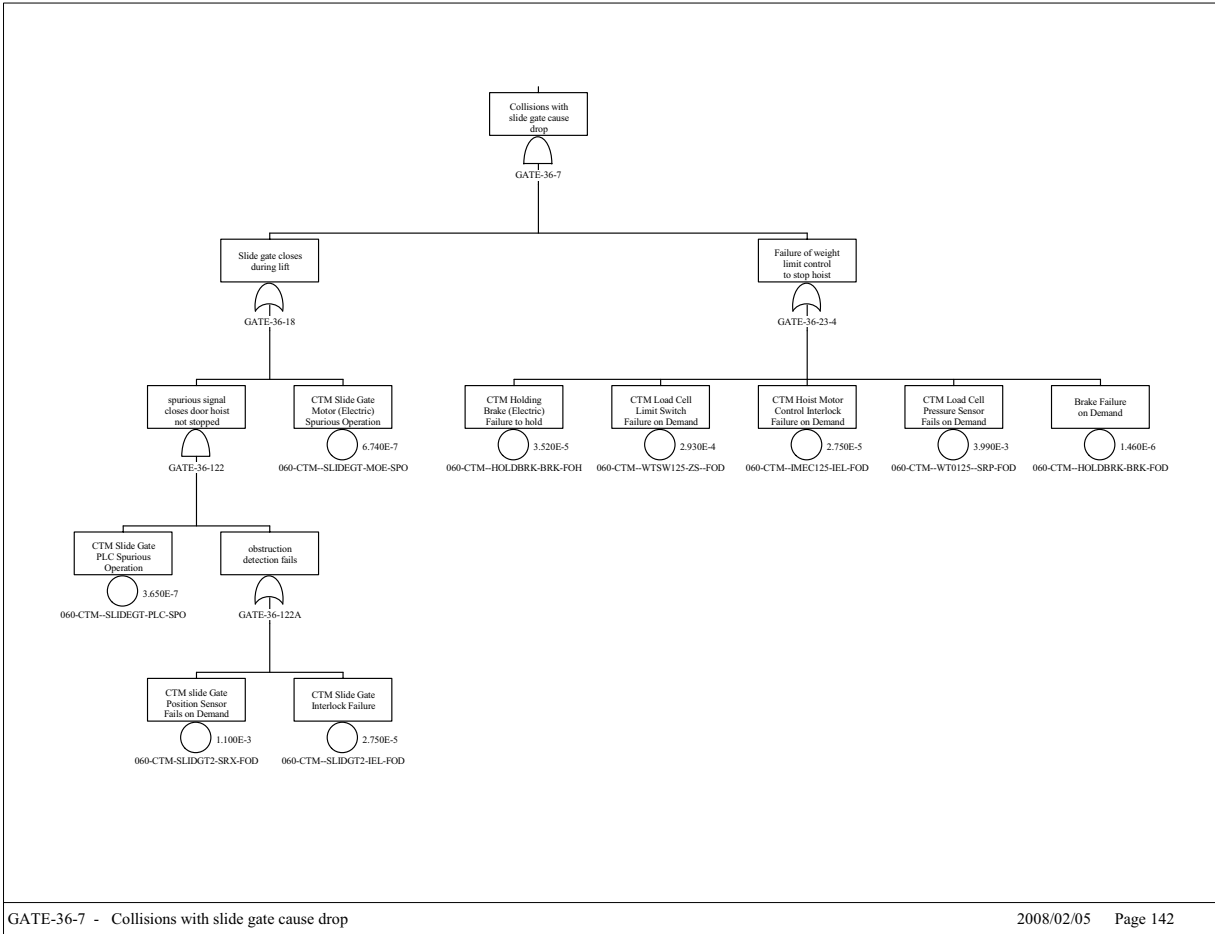 Collisions with
slide gate cause
drop
GATE-36-7
Slide gate closes
during lift
GATE-36-18
Failure of weight
limit control
to stop hoist
GATE-36-23-4
spurious signal
closes door hoist
not stopped
GATE-36-122
CTM Slide Gate
Motor (Electric)
Spurious Operation
6.740E-7
060-CTM--SLIDEGT-MOE-SPO
CTM Holding
Brake (Electric)
Failure to hold
3.520E-5
060-CTM--HOLDBRK-BRK-FOH
CTM Load Cell
Limit Switch
Failure on Demand
2.930E-4
060-CTM--WTSW125-ZS--FOD
CTM Hoist Motor
Control Interlock
Failure on Demand
2.750E-5
060-CTM--IMEC125-IEL-FOD
CTM Load Cell
Pressure Sensor
Fails on Demand
3.990E-3
060-CTM--WT0125--SRP-FOD
Brake Failure
on Demand
1.460E-6
060-CTM--HOLDBRK-BRK-FOD
CTM Slide Gate
PLC Spurious
Operation
3.650E-7
060-CTM--SLIDEGT-PLC-SPO
obstruction
detection fails
GATE-36-122A
CTM slide Gate
Position Sensor
Fails on Demand
1.100E-3
060-CTM-SLIDGT2-SRX-FOD
CTM Slide Gate
Interlock Failure
2.750E-5
060-CTM--SLIDGT2-IEL-FOD
GATE-36-7 - Collisions with slide gate cause drop
2008/02/05 Page 142